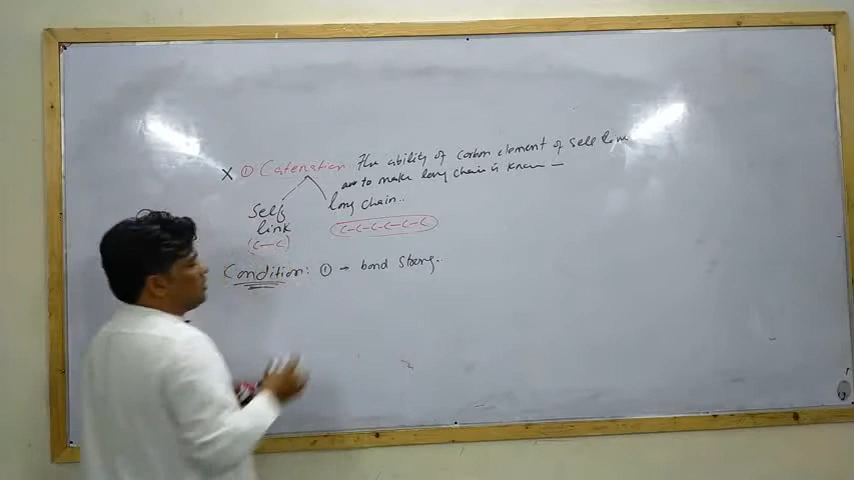 X ① Catenation The ability of carbon element of self link
to make long chain is known —
Self
link
long chain..
(C-C)
C-C-C-C-C-C
Condition: ① → bond strong.